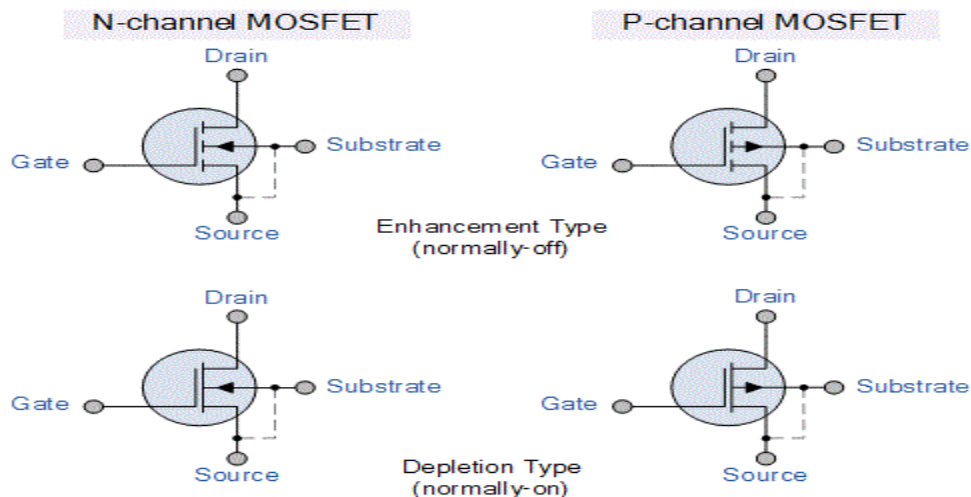 N-channel MOSFET
P-channel MOSFET
Drain
Drain
Gate
Substrate
Gate
Substrate
Source
Source
Enhancement Type
(normally-off)
Drain
Drain
Gate
Substrate
Gate
Substrate
Source
Source
Depletion Type
(normally-on)